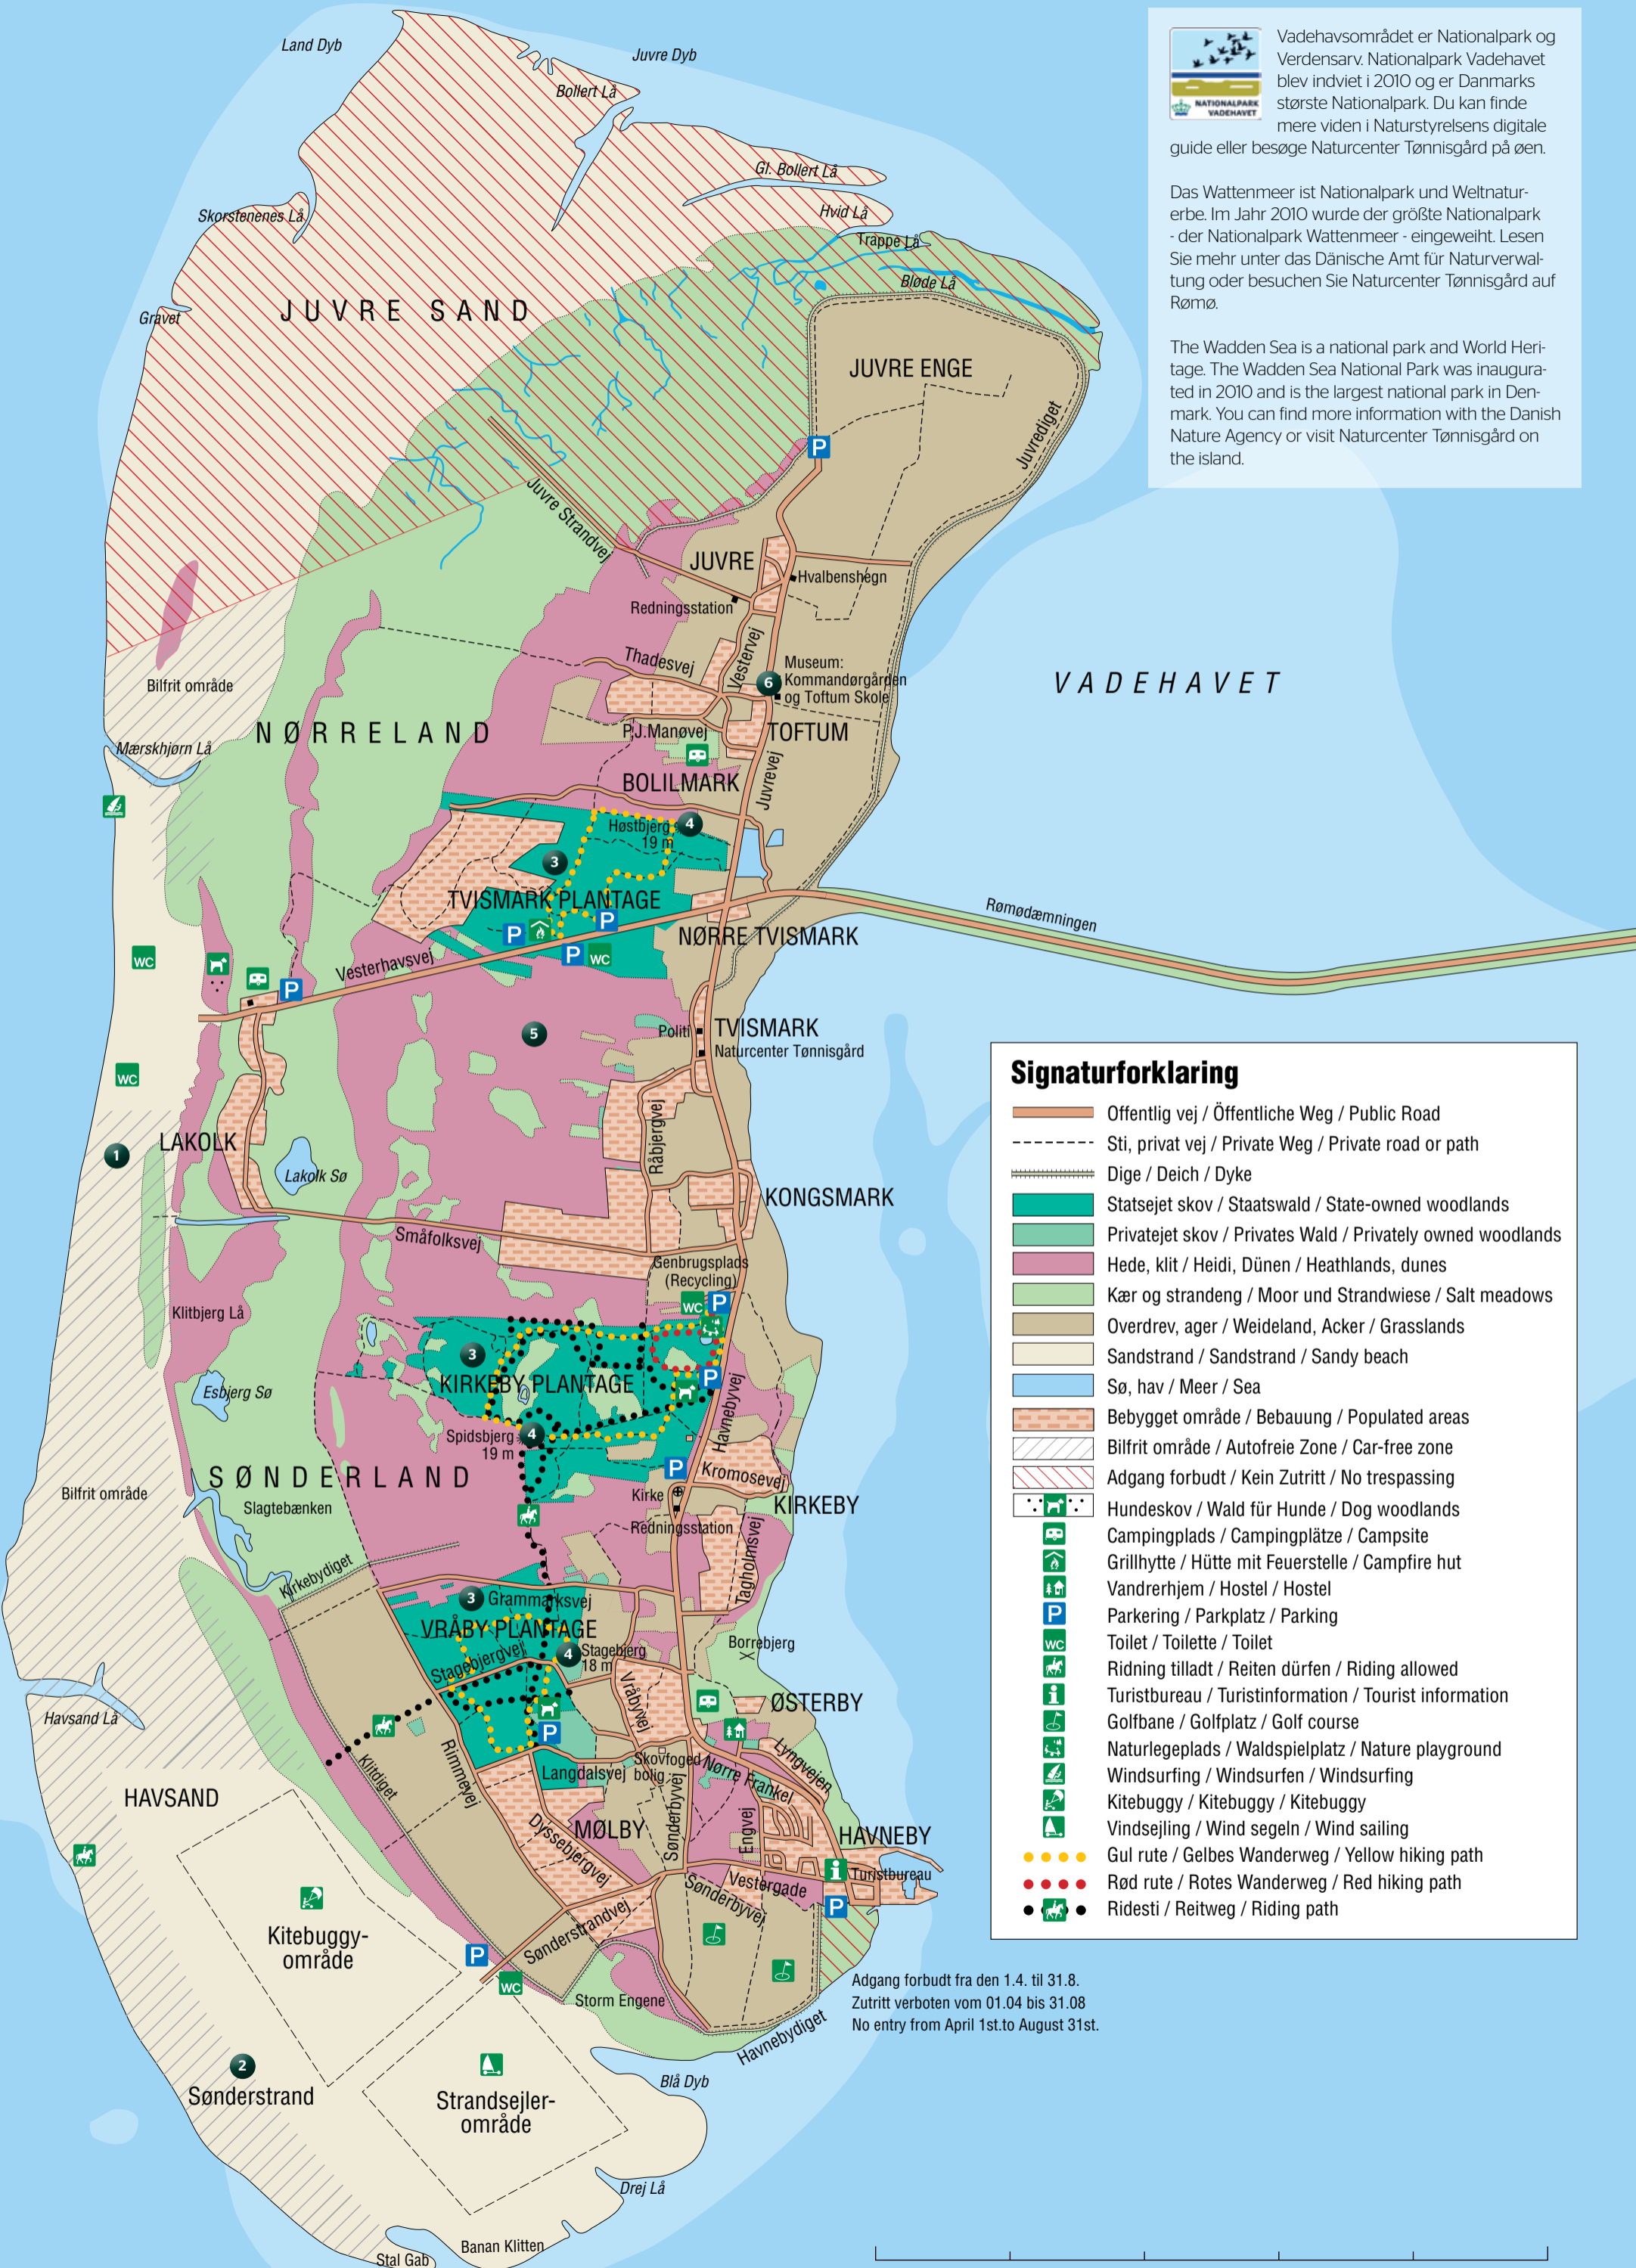 Land Dyb
Juvre Dyb
Bollert Lå
Gl. Bollert Lå
Skorstenenes Lå
Hvid Lå
Trappe Lå
Bløde Lå
Gravet
JUVRE SAND
JUVRE ENGE
Juvrediget
P
Juvre Strandvej
JUVRE
Hvalbenshegn
Redningsstation
Vestervej
Thadesvej
Museum:
Kommandørgården
og Toftum Skole
6
Bilfrit område
VADEHAVET
NØRRELAND
P.J.Manøvej
TOFTUM
Mærskhjørn Lå
BOLILMARK
Juvrevej
Høstbjerg
19 m
4
3
TVISMARK PLANTAGE
P
P
P
WC
NØRRE TVISMARK
Rømødæmningen
Vesterhavsvej
WC
P
5
Politi
TVISMARK
Naturcenter Tønnisgård
WC
Råbjergvej
LAKOLK
1
Lakolk Sø
KONGSMARK
Småfolksvej
Genbrugsplads
(Recycling)
WC
P
Klitbjerg Lå
3
KIRKEBY PLANTAGE
P
Esbjerg Sø
Havnebyvej
Spidsbjerg
19 m
4
SØNDERLAND
P
Kromosevej
Bilfrit område
Slagtebænken
Kirke
KIRKEBY
Redningsstation
Tagholmsvej
Kirkebydiget
3
Grammarksvej
VRÅBY PLANTAGE
Stagebjergvej
4
Stagebjerg
18 m
Borrebjerg
Vråbyvej
ØSTERBY
Havsand Lå
P
Rimmevej
Klitdiget
Langdalsvej
Skovfoged
bolig
Nørre Frankel
Lyngvejen
HAVSAND
Dyssebjergvej
MØLBY
Sønderbyvej
Engvej
HAVNEBY
Turistbureau
Vestergade
Sønderbyvej
P
Kitebuggy-
område
Sønderstrandvej
P
WC
Storm Engene
Havnebydiget
Adgang forbudt fra den 1.4. til 31.8.
Zutritt verboten vom 01.04 bis 31.08
No entry from April 1st.to August 31st.
2
Sønderstrand
Strandsejler-
område
Blå Dyb
Drej Lå
Banan Klitten
Stal Gab
NATIONALPARK
VADEHAVET
Vadehavsområdet er Nationalpark og
Verdensarv. Nationalpark Vadehavet
blev indviet i 2010 og er Danmarks
største Nationalpark. Du kan finde
mere viden i Naturstyrelsens digitale
guide eller besøge Naturcenter Tønnisgård på øen.
Das Wattenmeer ist Nationalpark und Weltnatur-
erbe. Im Jahr 2010 wurde der größte Nationalpark
- der Nationalpark Wattenmeer - eingeweiht. Lesen
Sie mehr unter das Dänische Amt für Naturverwal-
tung oder besuchen Sie Naturcenter Tønnisgård auf
Rømø.
The Wadden Sea is a national park and World Heri-
tage. The Wadden Sea National Park was inaugura-
ted in 2010 and is the largest national park in Den-
mark. You can find more information with the Danish
Nature Agency or visit Naturcenter Tønnisgård on
the island.
Signaturforklaring
Offentlig vej / Öffentliche Weg / Public Road
Sti, privat vej / Private Weg / Private road or path
Dige / Deich / Dyke
Statsejet skov / Staatswald / State-owned woodlands
Privatejet skov / Privates Wald / Privately owned woodlands
Hede, klit / Heidi, Dünen / Heathlands, dunes
Kær og strandeng / Moor und Strandwiese / Salt meadows
Overdrev, ager / Weideland, Acker / Grasslands
Sandstrand / Sandstrand / Sandy beach
Sø, hav / Meer / Sea
Bebygget område / Bebauung / Populated areas
Bilfrit område / Autofreie Zone / Car-free zone
Adgang forbudt / Kein Zutritt / No trespassing
Hundeskov / Wald für Hunde / Dog woodlands
Campingplads / Campingplätze / Campsite
Grillhytte / Hütte mit Feuerstelle / Campfire hut
Vandrerhjem / Hostel / Hostel
P Parkering / Parkplatz / Parking
WC Toilet / Toilette / Toilet
Ridning tilladt / Reiten dürfen / Riding allowed
Turistbureau / Turistinformation / Tourist information
Golfbane / Golfplatz / Golf course
Naturlegeplads / Waldspielplatz / Nature playground
Windsurfing / Windsurfen / Windsurfing
Kitebuggy / Kitebuggy / Kitebuggy
Vindsejling / Wind segeln / Wind sailing
Gul rute / Gelbes Wanderweg / Yellow hiking path
Rød rute / Rotes Wanderweg / Red hiking path
Ridesti / Reitweg / Riding path